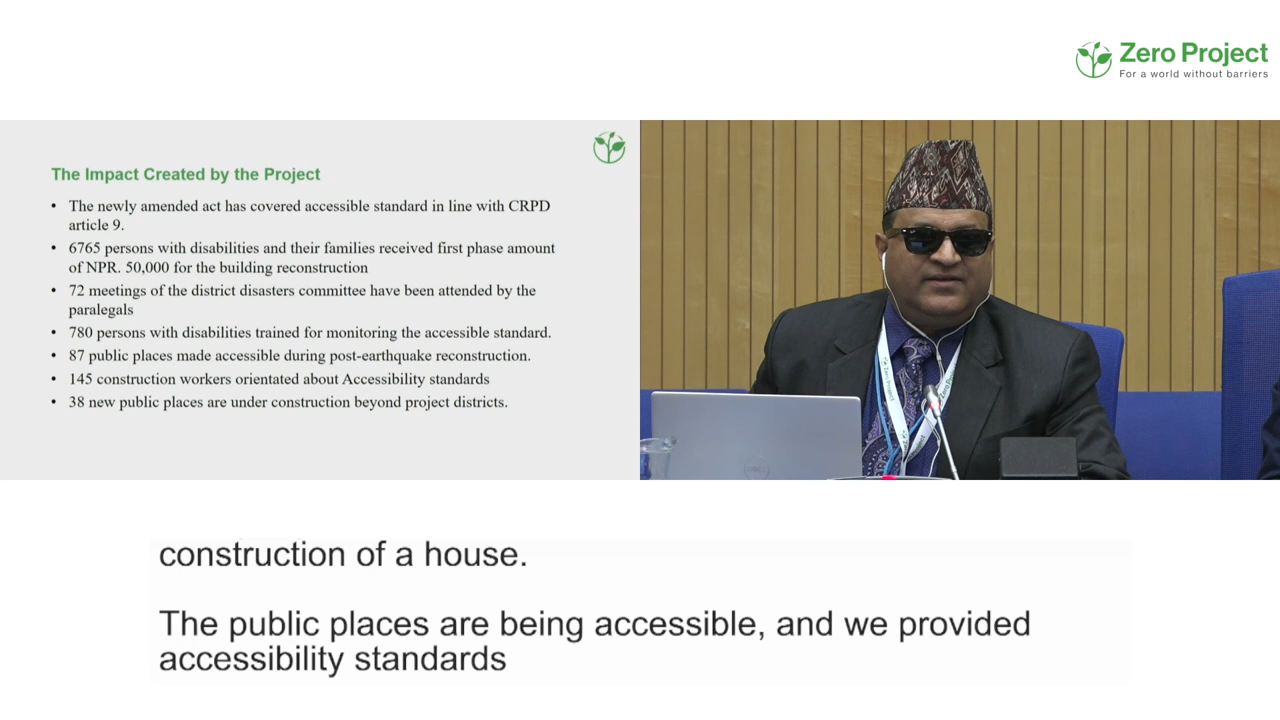 Zero Project
For a world without barriers
The Impact Created by the Project
• The newly amended act has covered accessible standard in line with CRPD
article 9.
• 6765 persons with disabilities and their families received first phase amount
of NPR. 50,000 for the building reconstruction
• 72 meetings of the district disasters committee have been attended by the
paralegals
• 780 persons with disabilities trained for monitoring the accessible standard.
• 87 public places made accessible during post-earthquake reconstruction.
• 145 construction workers orientated about Accessibility standards
• 38 new public places are under construction beyond project districts.
Zero Project
DELL
construction of a house.
The public places are being accessible, and we provided
accessibility standards